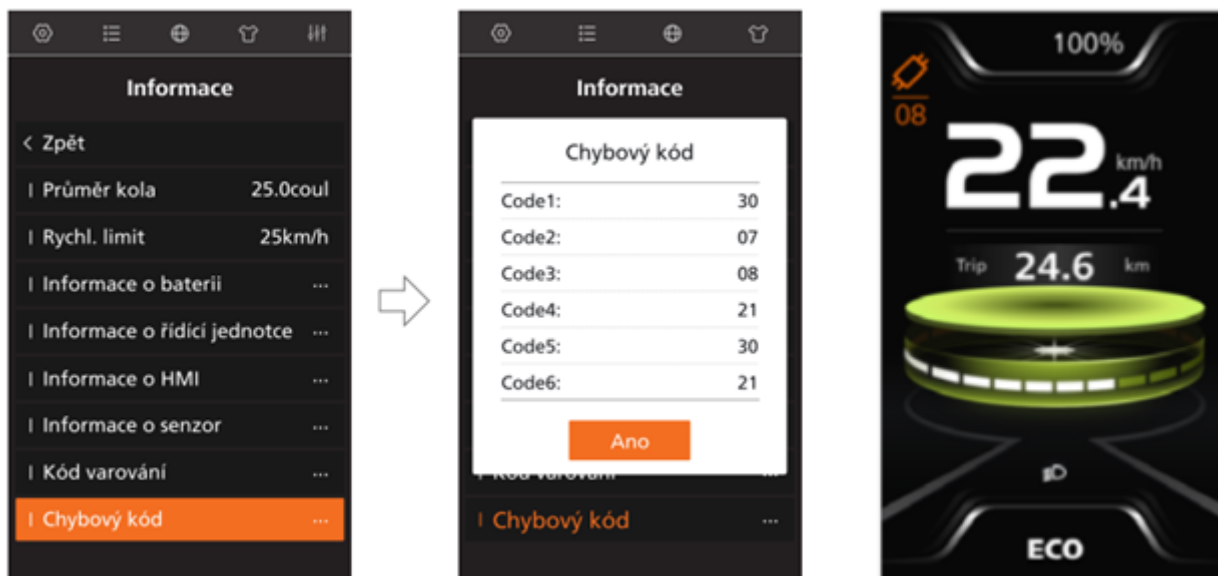 Informace
< Zpět
I Průměr kola 25.0coul
I Rychl. limit 25km/h
I Informace o baterii ...
I Informace o řídící jednotce ...
I Informace o HMI ...
I Informace o senzor ...
I Kód varování ...
I Chybový kód ...
Informace
Chybový kód
Code1: 30
Code2: 07
Code3: 08
Code4: 21
Code5: 30
Code6: 21
Ano
I Kód varování ...
I Chybový kód ...
100%
08
22.4 km/h
Trip 24.6 km
ECO